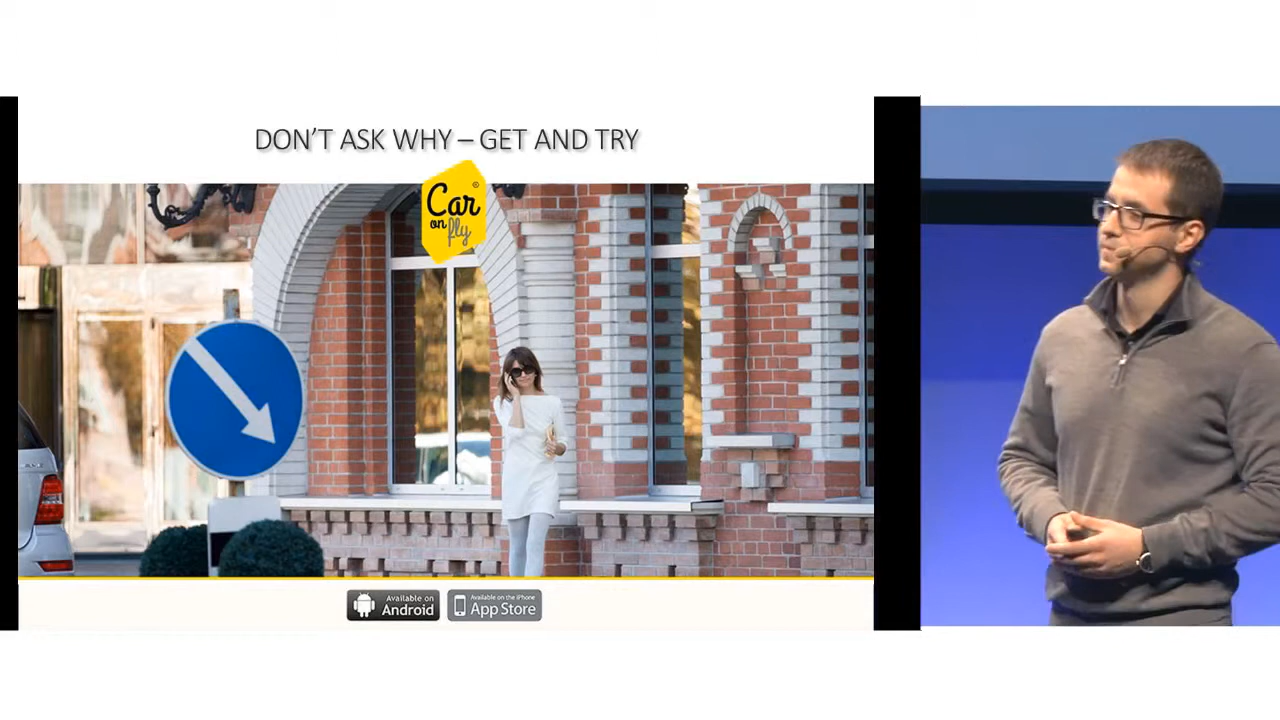 DON'T ASK WHY – GET AND TRY
Car
on fly
®
Available on
Android
Available on the iPhone
App Store